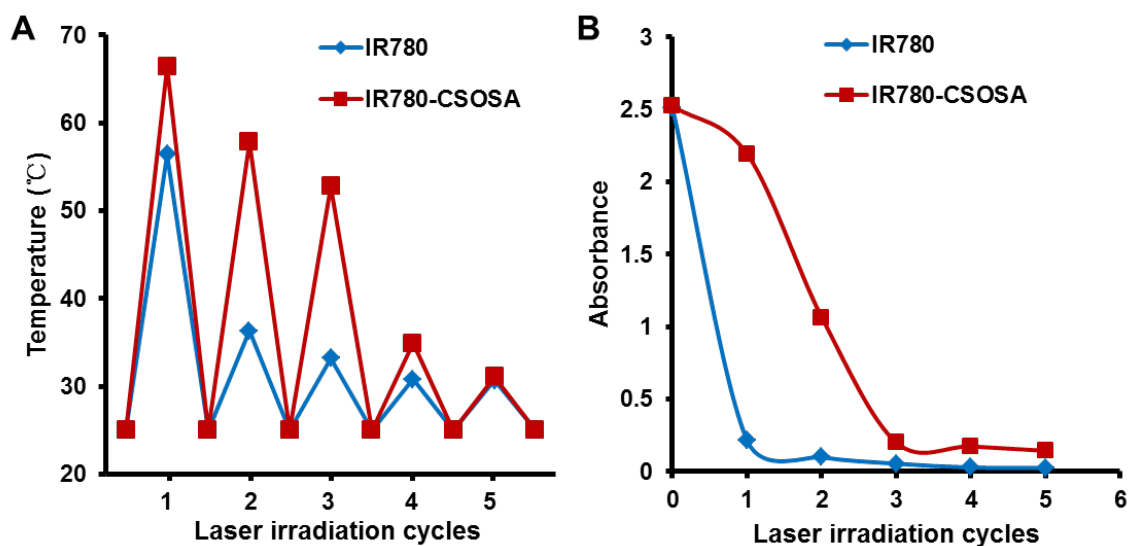 A
IR780
IR780-CSOSA
Temperature (℃)
70
60
50
40
30
20
1 2 3 4 5
Laser irradiation cycles
B
IR780
IR780-CSOSA
Absorbance
3
2.5
2
1.5
1
0.5
0
0 1 2 3 4 5 6
Laser irradiation cycles